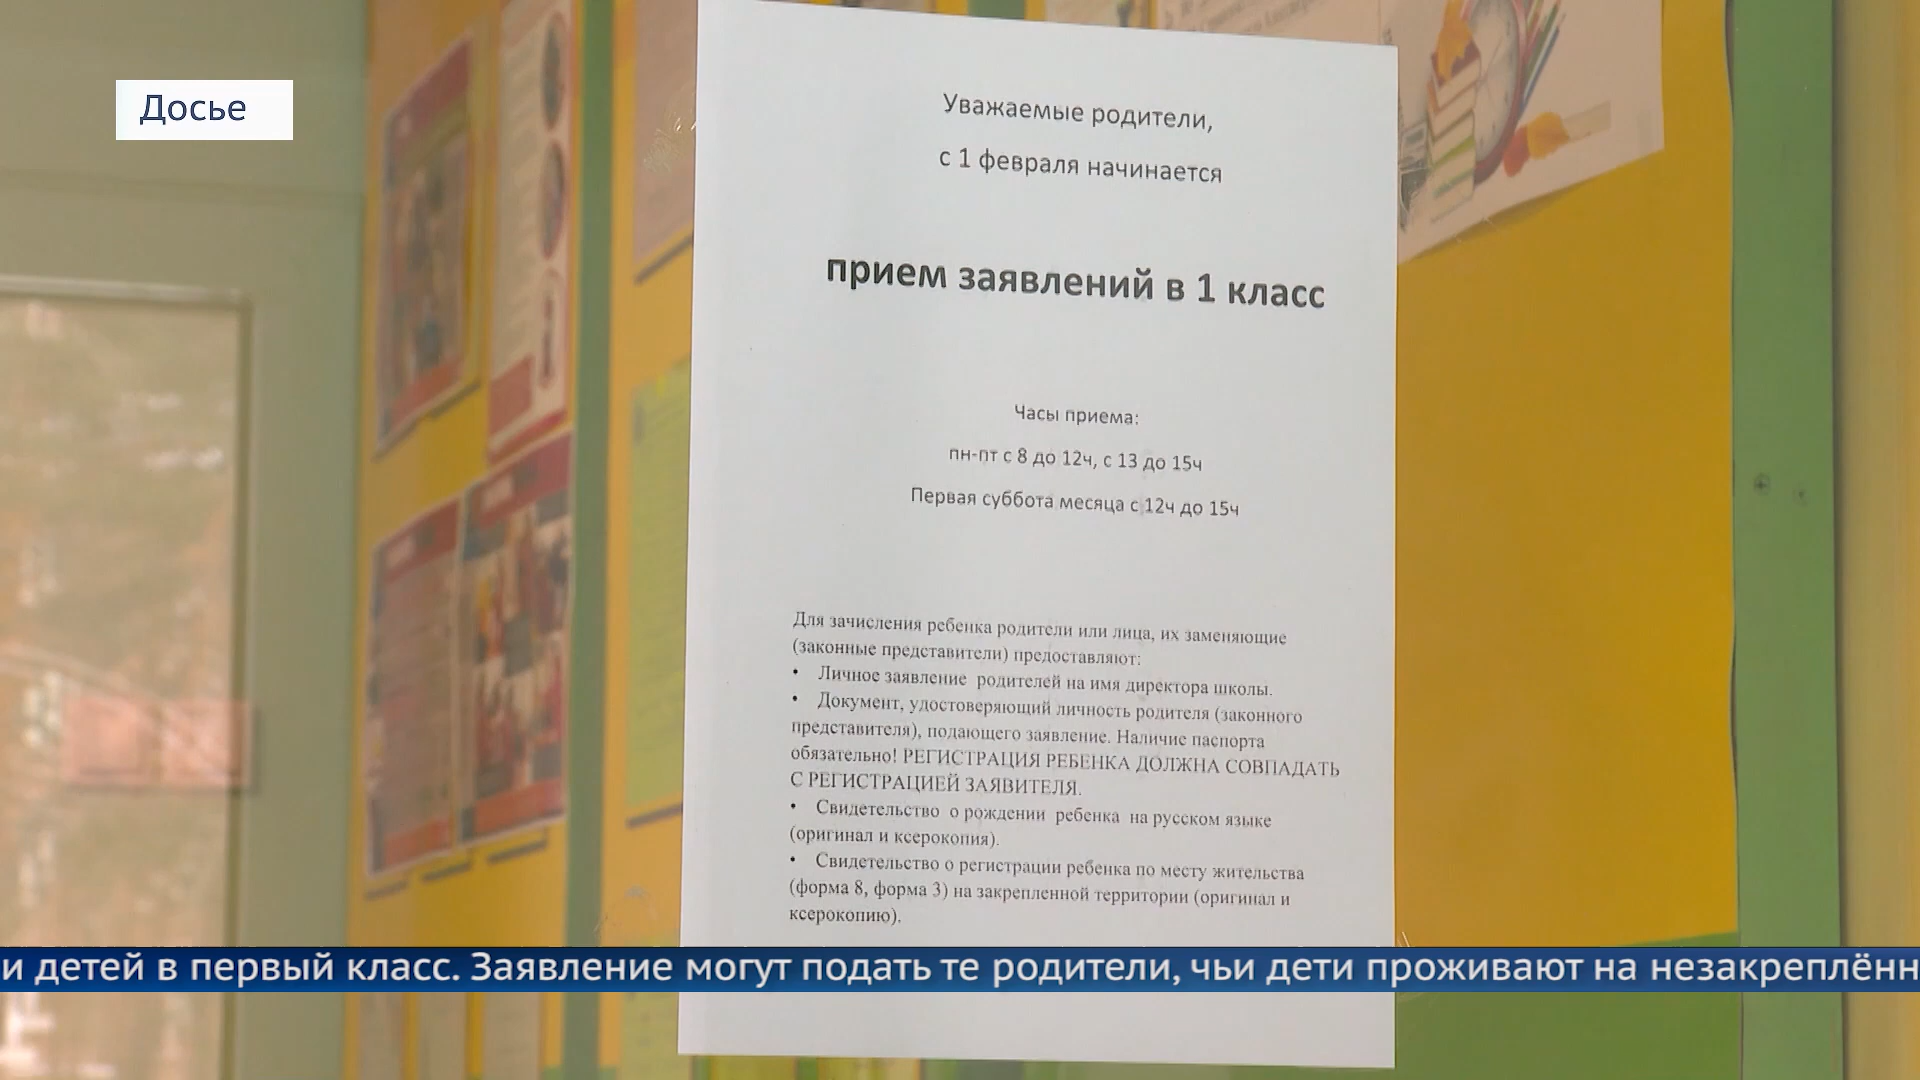 Досье
Уважаемые родители,
с 1 февраля начинается
прием заявлений в 1 класс
Часы приема:
пн-пт с 8 до 12ч, с 13 до 15ч
Первая суббота месяца с 12ч до 15ч
Для зачисления ребенка родители или лица, их заменяющие
(законные представители) предоставляют:
• Личное заявление родителей на имя директора школы.
• Документ, удостоверяющий личность родителя (законного
представителя), подающего заявление. Наличие паспорта
обязательно! РЕГИСТРАЦИЯ РЕБЕНКА ДОЛЖНА СОВПАДАТЬ
С РЕГИСТРАЦИЕЙ ЗАЯВИТЕЛЯ.
• Свидетельство о рождении ребенка на русском языке
(оригинал и ксерокопия).
• Свидетельство о регистрации ребенка по месту жительства
(форма 8, форма 3) на закрепленной территории (оригинал и
ксерокопию).
и детей в первый класс. Заявление могут подать те родители, чьи дети проживают на незакреплённ